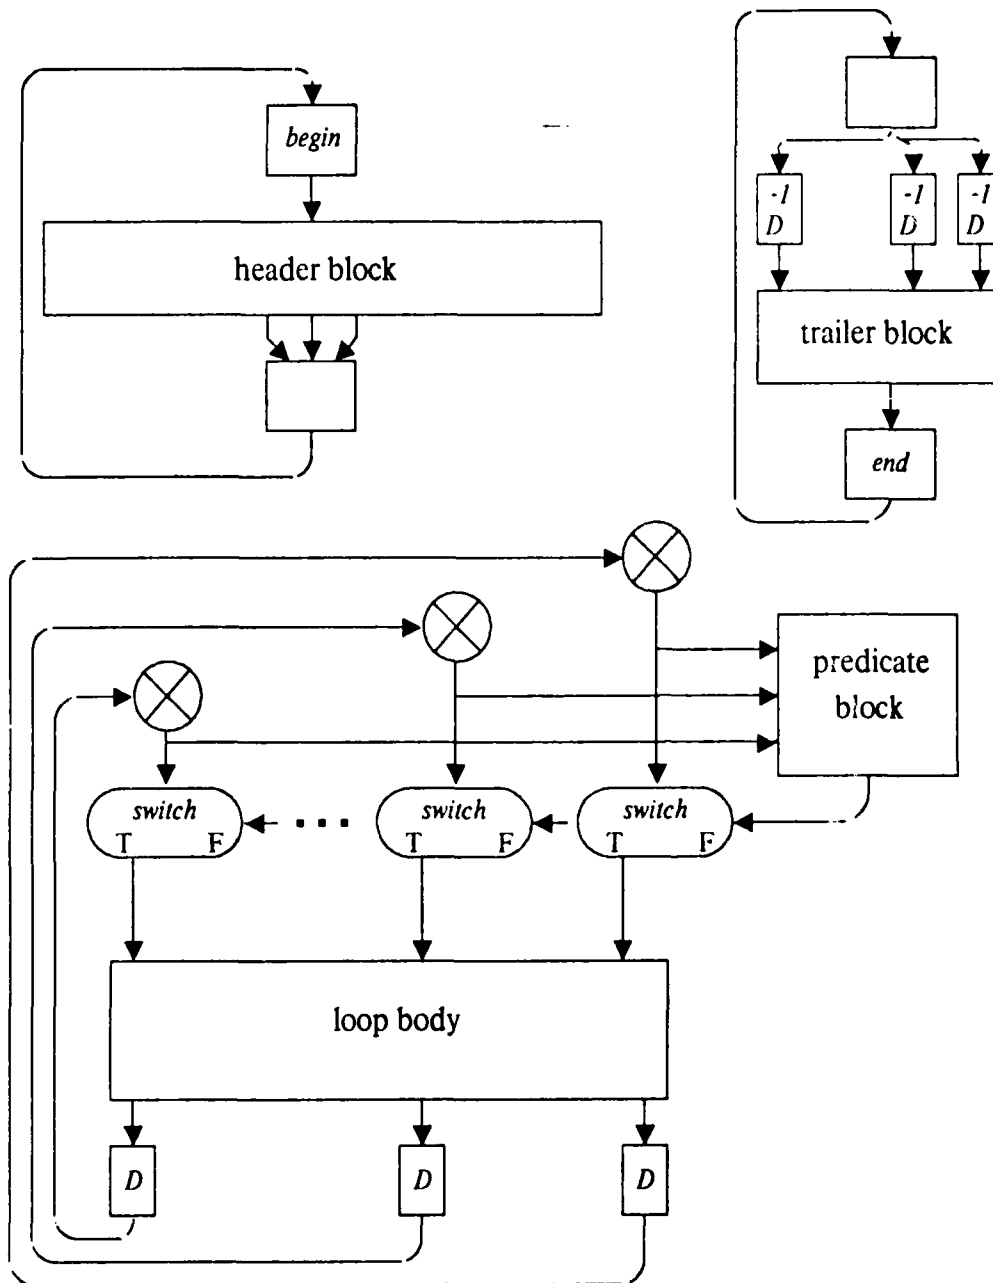 begin
header block
-1 -1 -1
D D D
trailer block
end
predicate
block
switch switch switch
T F T F T F
loop body
D D D